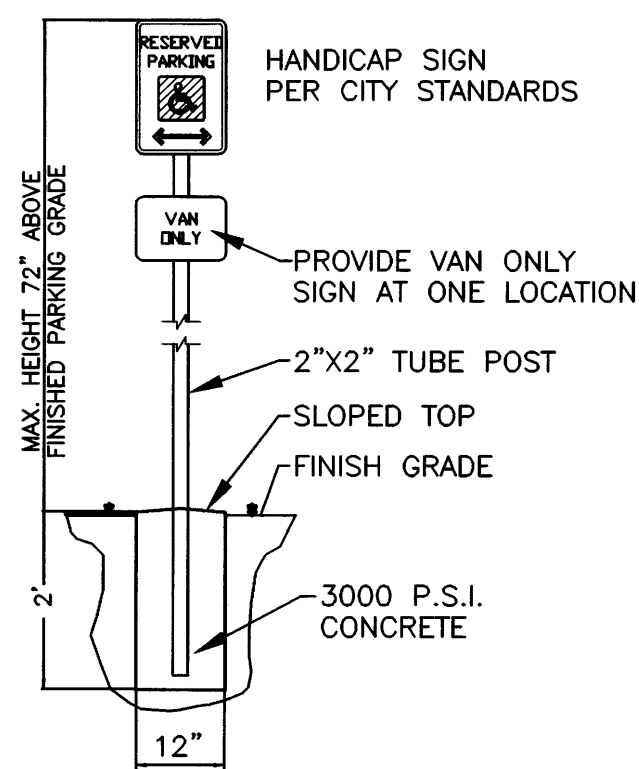 RESERVED
PARKING
HANDICAP SIGN
PER CITY STANDARDS
VAN
ONLY
PROVIDE VAN ONLY
SIGN AT ONE LOCATION
MAX. HEIGHT 72" ABOVE
FINISHED PARKING GRADE
2"X2" TUBE POST
SLOPED TOP
FINISH GRADE
2'
3000 P.S.I.
CONCRETE
12"